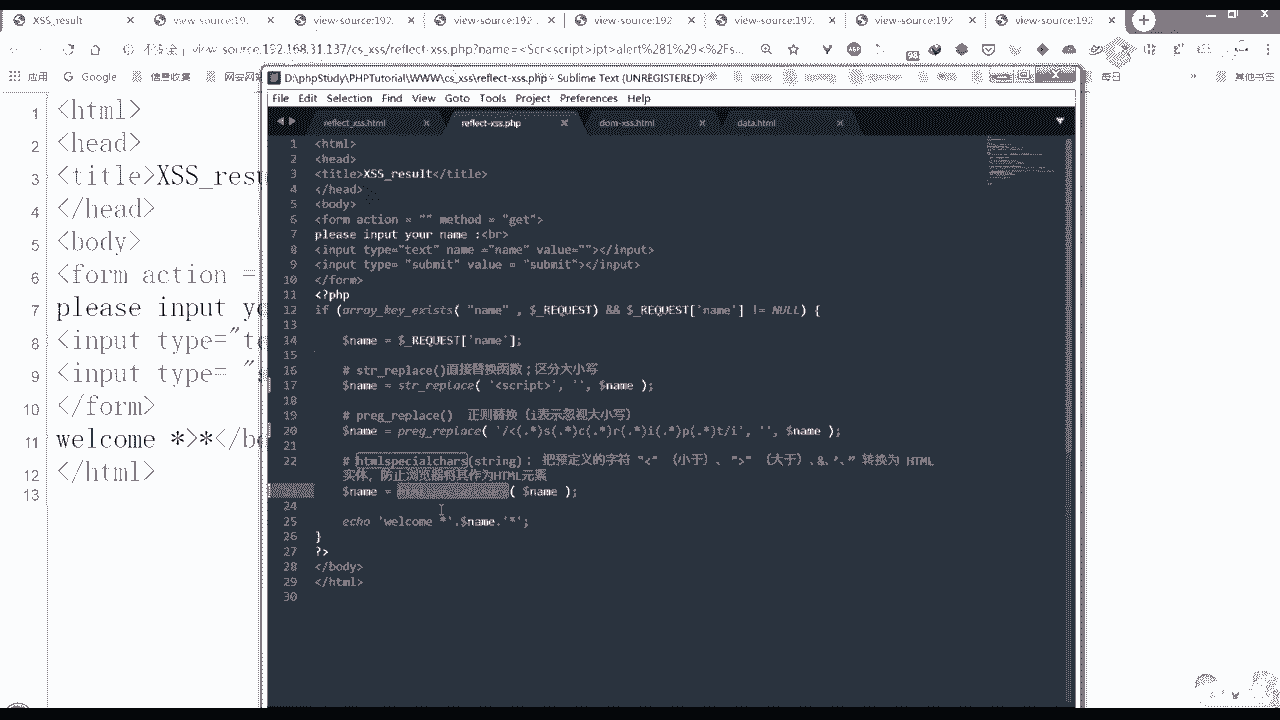 XSS_result
view-source:192.
view-source:192.
view-source:192.
view-source:192
view-source:192
view-source:192
view-source:192
view-source:192.168.31.137/cs_xss/reflect-xss.php?name=<Scr<script>ipt>alert%281%29<%2Fs...
应用
Google
信息收集
其他书签
D:\phpStudy\PHPTutorial\WWW\cs_xss\reflect-xss.php - Sublime Text (UNREGISTERED)
File Edit Selection Find View Goto Tools Project Preferences Help
reflect_xss.html
reflect-xss.php
dom-xss.html
data.html
1 <html>
2 <head>
3 <title>XSS_result</title>
4 </head>
5 <body>
6 <form action = "" method = "get">
7 please input your name :<br>
8 <input type="text" name ="name" value=""></input>
9 <input type= "submit" value = "submit"></input>
10 </form>
11 <?php
12 if (array_key_exists( "name" , $_REQUEST) && $_REQUEST['name'] != NULL) {
13
14 $name = $_REQUEST['name'];
15
16 # str_replace()直接替换函数；区分大小写
17 $name = str_replace( '<script>', '', $name );
18
19 # preg_replace() 正则替换（i表示忽视大小写）
20 $name = preg_replace( '/<(.*)s(.*)c(.*)r(.*)i(.*)p(.*)t/i', '', $name );
21
22 # htmlspecialchars(string)： 把预定义的字符 "<" （小于）、 ">" （大于）、&、'、" 转换为 HTML
实体，防止浏览器将其作为HTML元素
$name = ( $name );
24
25 echo 'welcome *'.$name.'*';
26 }
27 ?>
28 </body>
29 </html>
30
1 <html>
2 <head>
3 <title>XSS_resu
4 </head>
5 <body>
6 <form action =
7 please input yo
8 <input type="te
9 <input type= "s
10 </form>
11 welcome *>*</bo
12 </html>
13